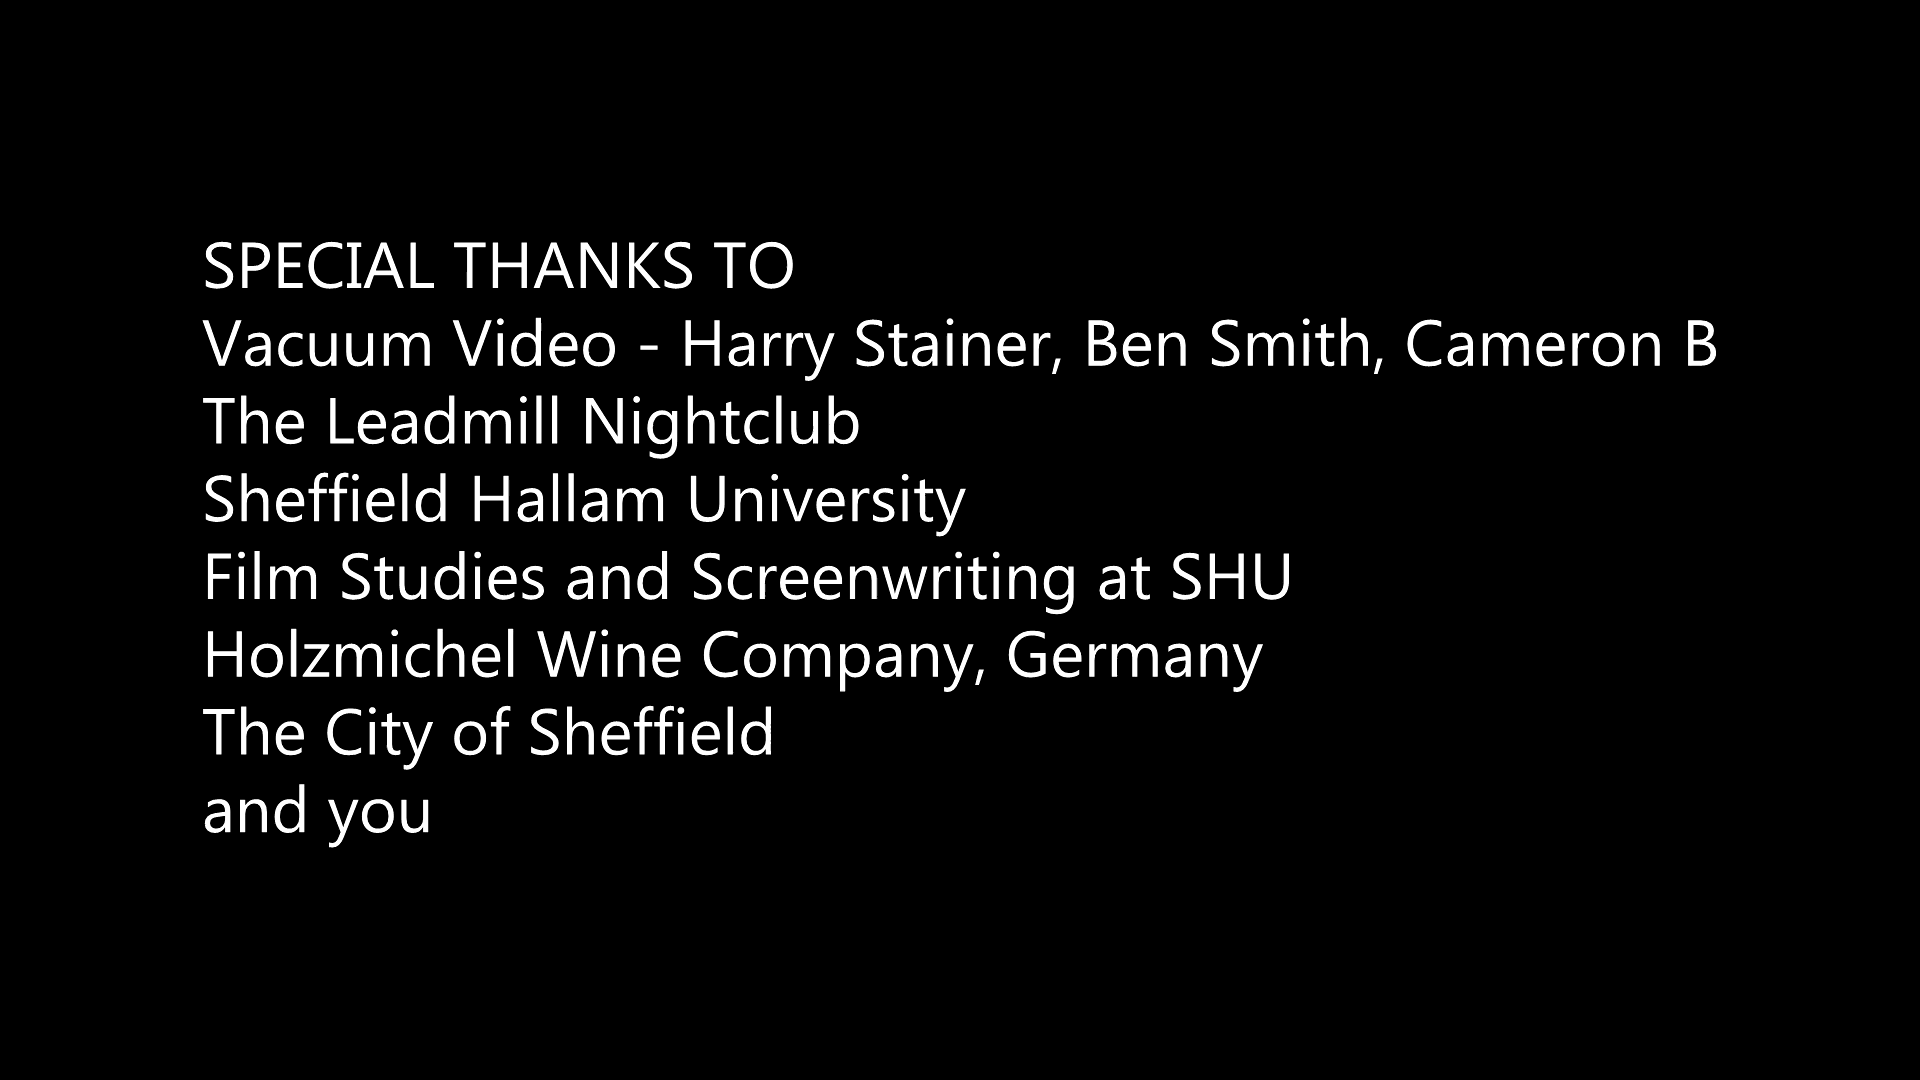 SPECIAL THANKS TO
Vacuum Video - Harry Stainer, Ben Smith, Cameron B
The Leadmill Nightclub
Sheffield Hallam University
Film Studies and Screenwriting at SHU
Holzmichel Wine Company, Germany
The City of Sheffield
and you